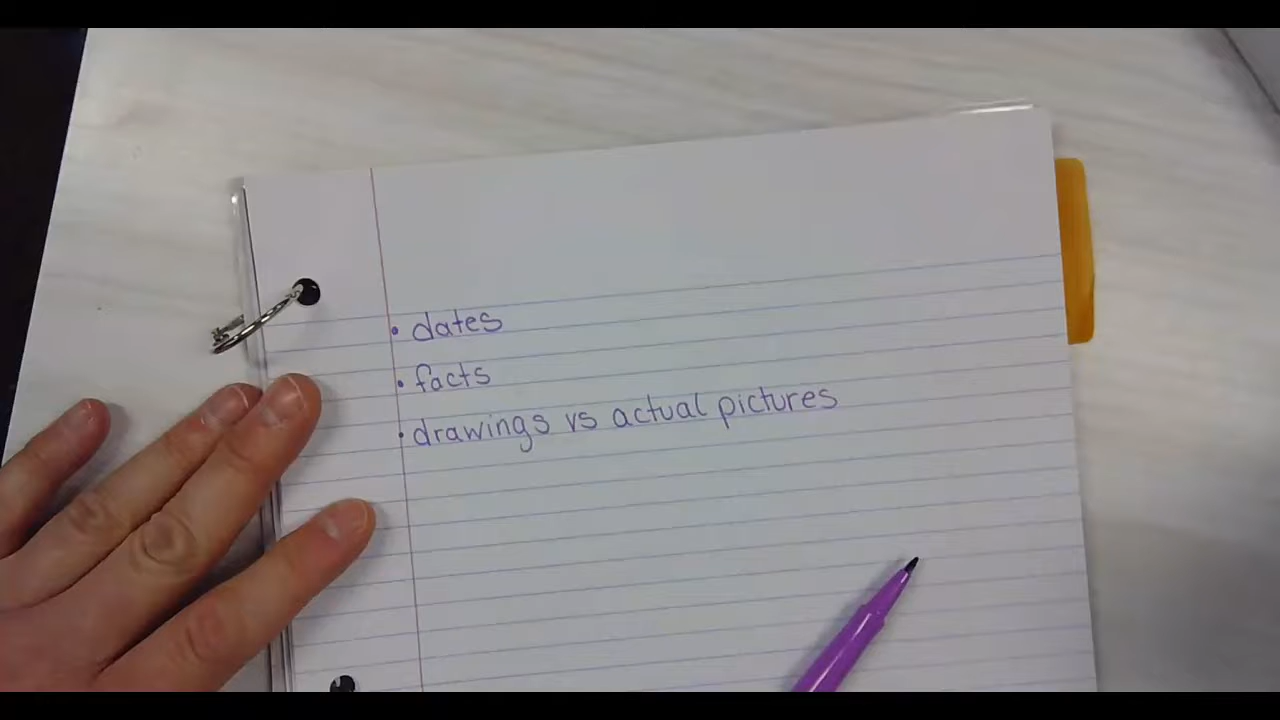 • dates
• facts
• drawings vs actual pictures